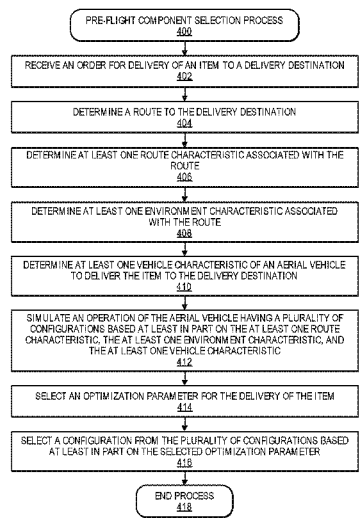 PRE-FLIGHT COMPONENT SELECTION PROCESS
400
RECEIVE AN ORDER FOR DELIVERY OF AN ITEM TO A DELIVERY DESTINATION
402
DETERMINE A ROUTE TO THE DELIVERY DESTINATION
404
DETERMINE AT LEAST ONE ROUTE CHARACTERISTIC ASSOCIATED WITH THE
ROUTE
406
DETERMINE AT LEAST ONE ENVIRONMENT CHARACTERISTIC ASSOCIATED
WITH THE ROUTE
408
DETERMINE AT LEAST ONE VEHICLE CHARACTERISTIC OF AN AERIAL VEHICLE
TO DELIVER THE ITEM TO THE DELIVERY DESTINATION
410
SIMULATE AN OPERATION OF THE AERIAL VEHICLE HAVING A PLURALITY OF
CONFIGURATIONS BASED AT LEAST IN PART ON THE AT LEAST ONE ROUTE
CHARACTERISTIC, THE AT LEAST ONE ENVIRONMENT CHARACTERISTIC, AND
THE AT LEAST ONE VEHICLE CHARACTERISTIC
412
SELECT AN OPTIMIZATION PARAMETER FOR THE DELIVERY OF THE ITEM
414
SELECT A CONFIGURATION FROM THE PLURALITY OF CONFIGURATIONS BASED
AT LEAST IN PART ON THE SELECTED OPTIMIZATION PARAMETER
416
END PROCESS
418